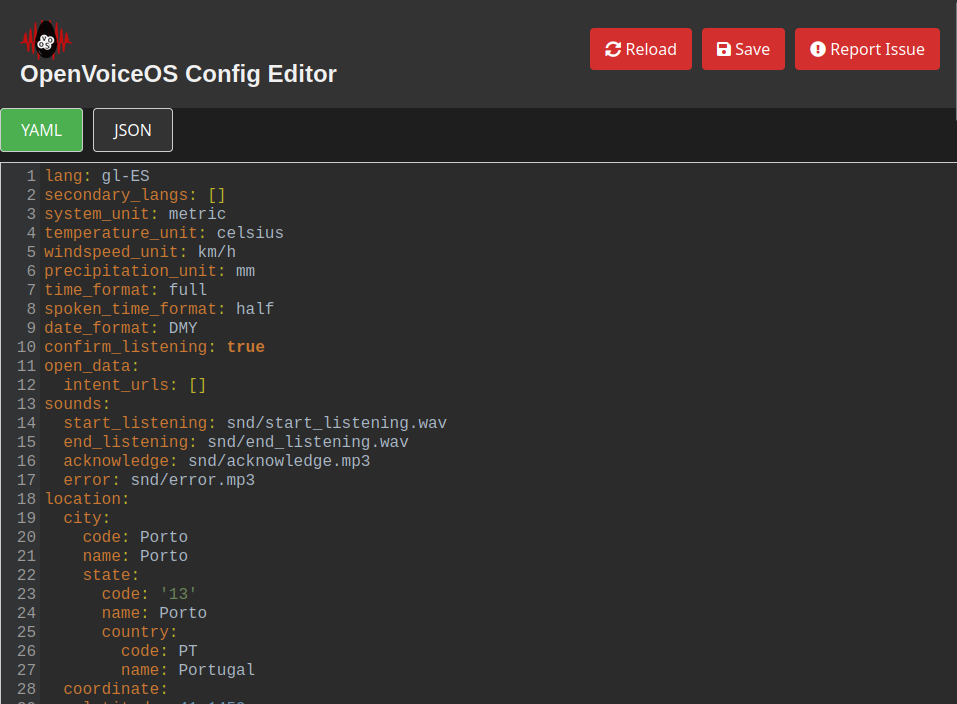 OpenVoiceOS Config Editor
Reload
Save
Report Issue
YAML
JSON
1 lang: gl-ES
2 secondary_langs: []
3 system_unit: metric
4 temperature_unit: celsius
5 windspeed_unit: km/h
6 precipitation_unit: mm
7 time_format: full
8 spoken_time_format: half
9 date_format: DMY
10 confirm_listening: true
11 open_data:
12   intent_urls: []
13 sounds:
14   start_listening: snd/start_listening.wav
15   end_listening: snd/end_listening.wav
16   acknowledge: snd/acknowledge.mp3
17   error: snd/error.mp3
18 location:
19   city:
20     code: Porto
21     name: Porto
22     state:
23       code: '13'
24       name: Porto
25       country:
26         code: PT
27         name: Portugal
28   coordinate: